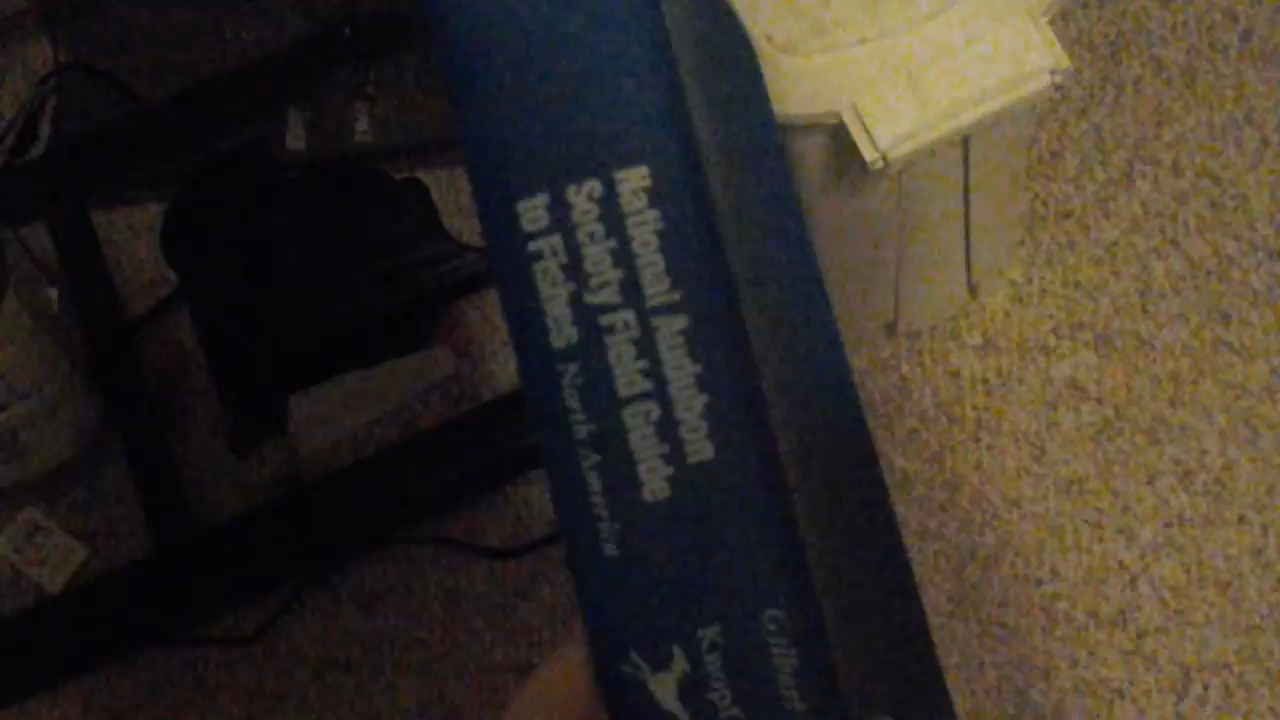 National Audubon
Society Field Guide
to Fishes North America
Gilbert
Knopf